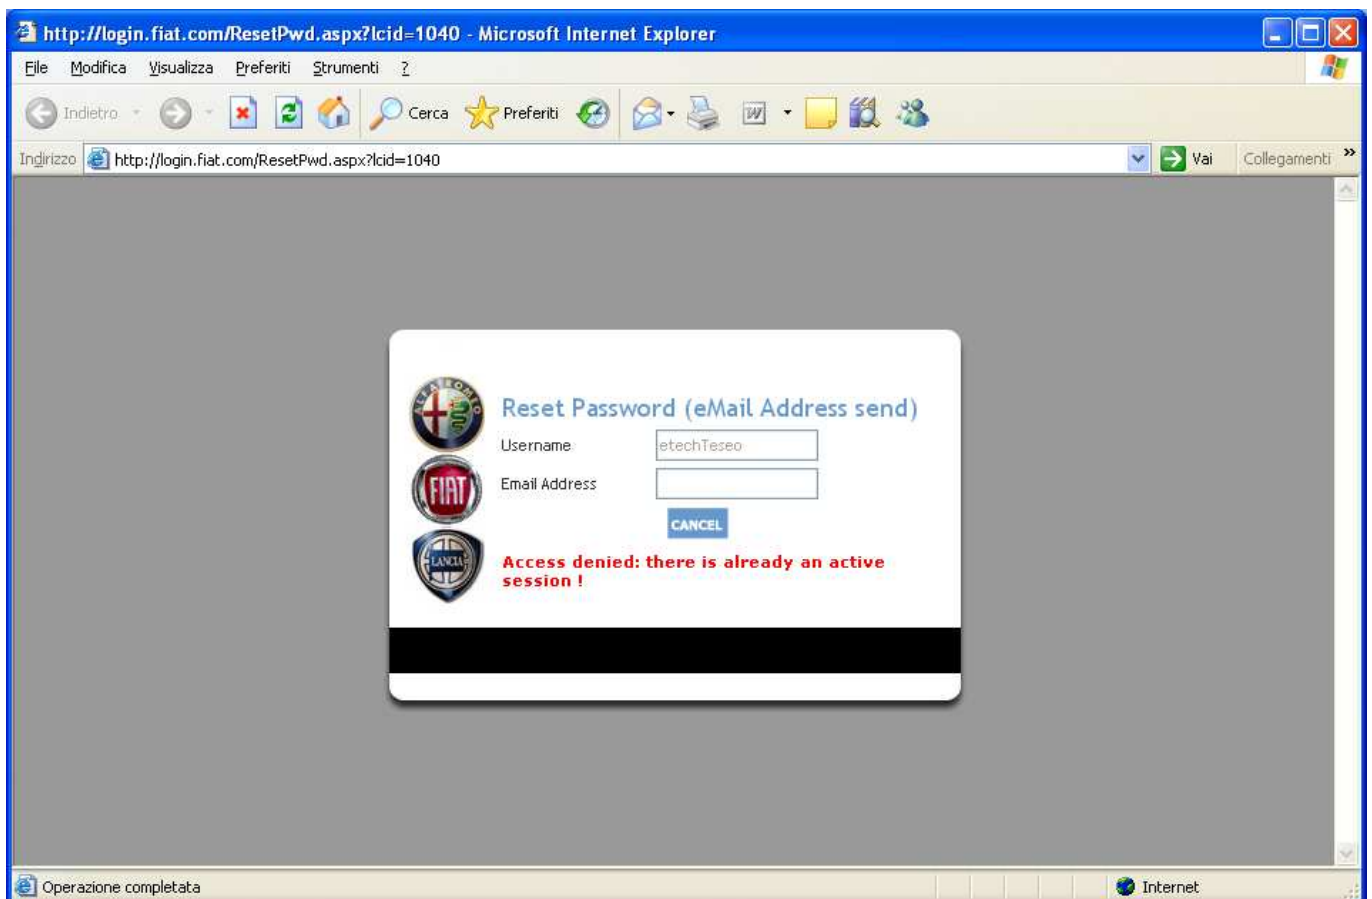 http://login.fiat.com/ResetPwd.aspx?lcid=1040 - Microsoft Internet Explorer
File Modifica Visualizza Preferiti Strumenti ?
Indietro Cerca Preferiti
Indirizzo http://login.fiat.com/ResetPwd.aspx?lcid=1040 Vai Collegamenti »
ALFA ROMEO
Reset Password (eMail Address send)
Username etechTeseo
FIAT
Email Address
CANCEL
LANCIA
Access denied: there is already an active
session !
Operazione completata Internet